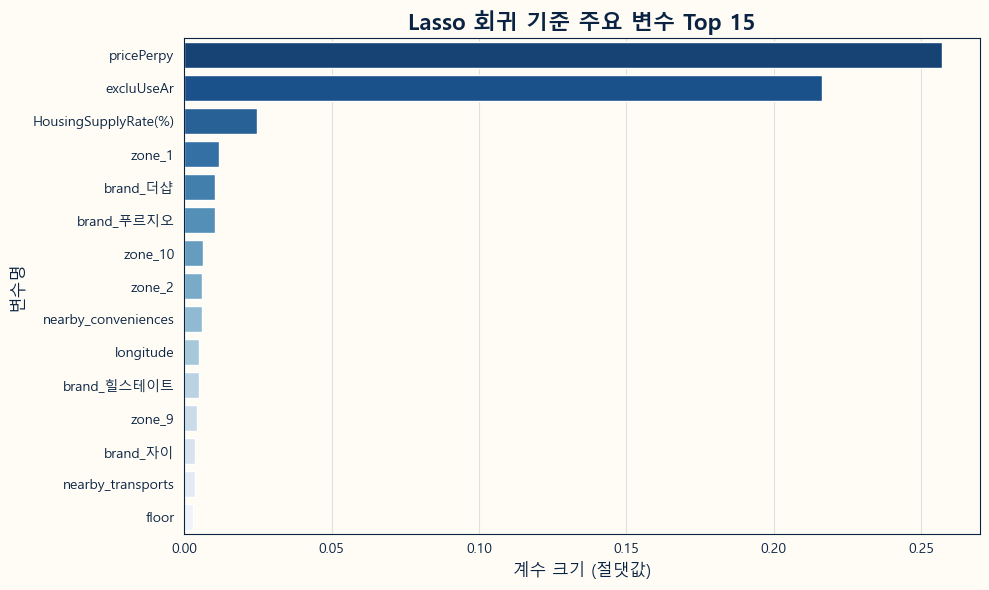 Lasso 회귀 기준 주요 변수 Top 15
변수명
pricePerpy
excluUseAr
HousingSupplyRate(%)
zone_1
brand_더샵
brand_푸르지오
zone_10
zone_2
nearby_conveniences
longitude
brand_힐스테이트
zone_9
brand_자이
nearby_transports
floor
0.00 0.05 0.10 0.15 0.20 0.25
계수 크기 (절댓값)